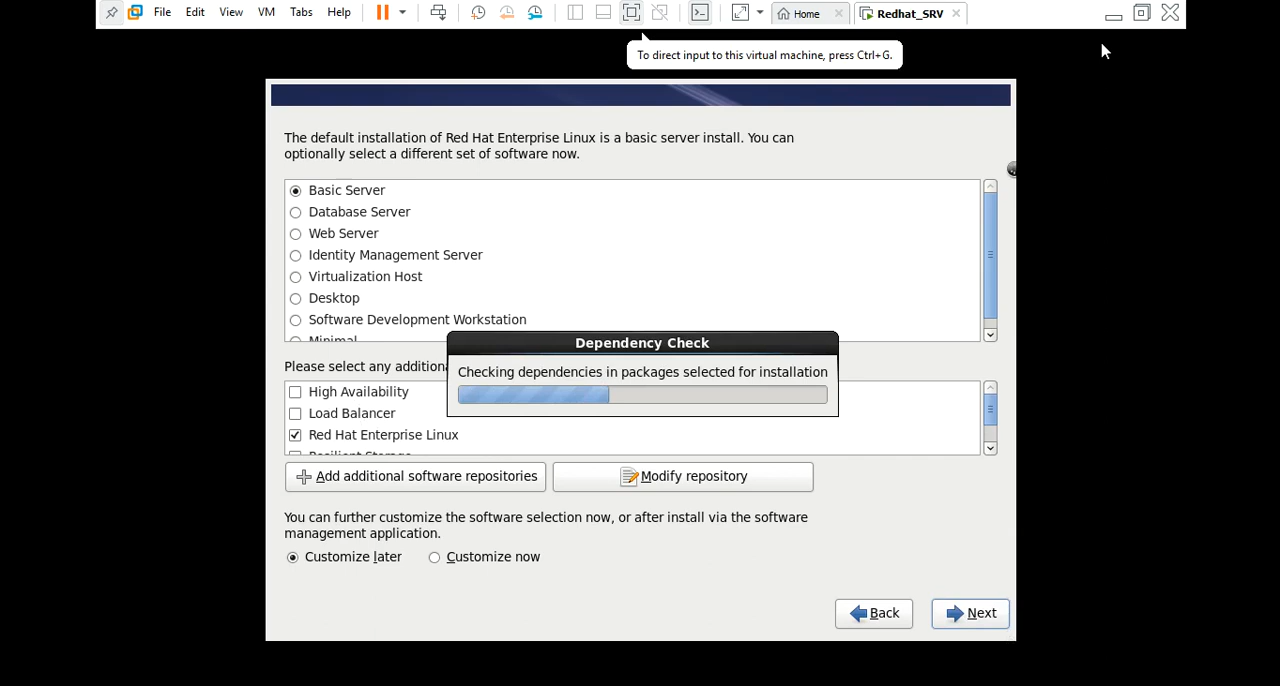 File Edit View VM Tabs Help Home Redhat_SRV
To direct input to this virtual machine, press Ctrl+G.
The default installation of Red Hat Enterprise Linux is a basic server install. You can
optionally select a different set of software now.
Basic Server
Database Server
Web Server
Identity Management Server
Virtualization Host
Desktop
Software Development Workstation
Minimal
Dependency Check
Please select any additiona
Checking dependencies in packages selected for installation
High Availability
Load Balancer
Red Hat Enterprise Linux
Resilient Storage
Add additional software repositories Modify repository
You can further customize the software selection now, or after install via the software
management application.
Customize later Customize now
Back Next